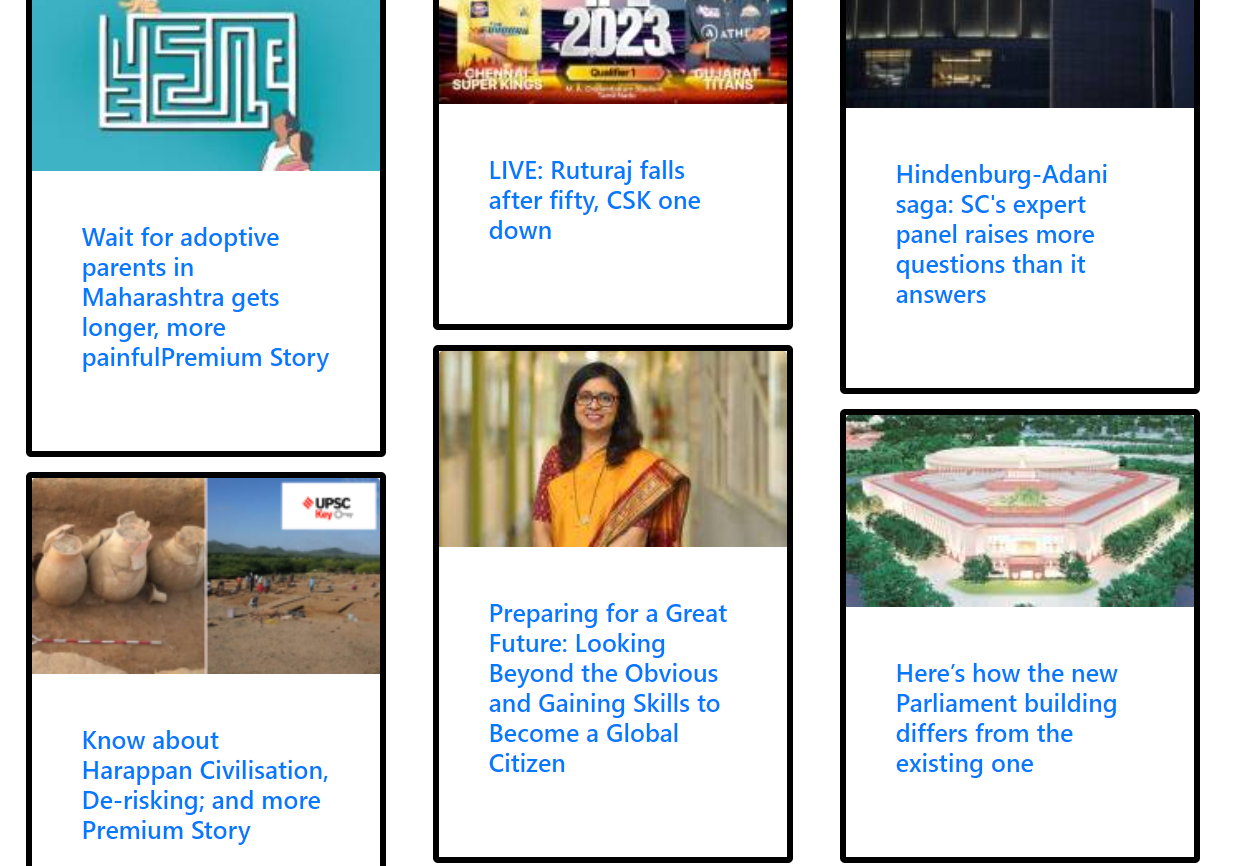 Wait for adoptive
parents in
Maharashtra gets
longer, more
painfulPremium Story
UPSC
Key
Know about
Harappan Civilisation,
De-risking; and more
Premium Story
2023
CHENNAI
SUPER KINGS
Qualifier 1
GUJARAT
TITANS
LIVE: Ruturaj falls
after fifty, CSK one
down
Preparing for a Great
Future: Looking
Beyond the Obvious
and Gaining Skills to
Become a Global
Citizen
Hindenburg-Adani
saga: SC's expert
panel raises more
questions than it
answers
Here’s how the new
Parliament building
differs from the
existing one